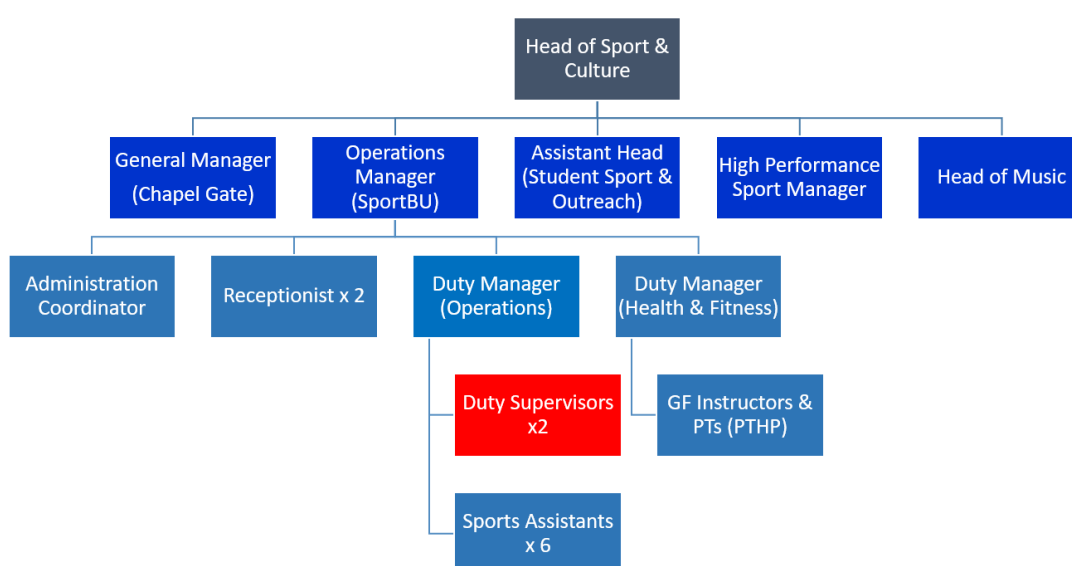 Head of Sport &
Culture
General Manager
(Chapel Gate)
Operations
Manager
(SportBU)
Assistant Head
(Student Sport &
Outreach)
High Performance
Sport Manager
Head of Music
Administration
Coordinator
Receptionist x 2
Duty Manager
(Operations)
Duty Manager
(Health & Fitness)
Duty Supervisors
x2
GF Instructors &
PTs (PTHP)
Sports Assistants
x 6